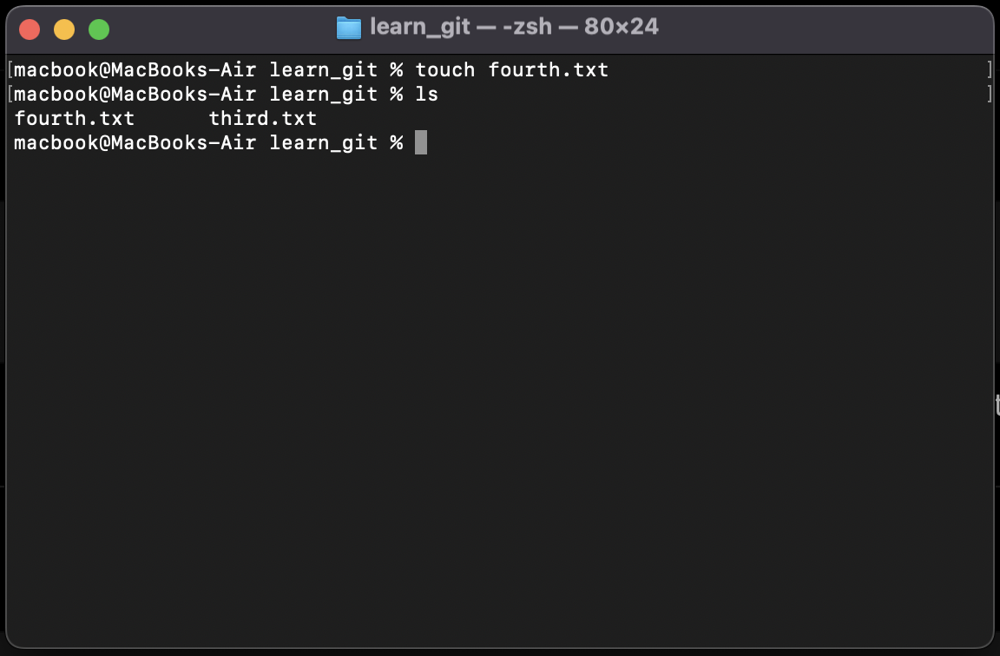 learn_git — -zsh — 80×24
[macbook@MacBooks-Air learn_git % touch fourth.txt ]
[macbook@MacBooks-Air learn_git % ls ]
fourth.txt third.txt
macbook@MacBooks-Air learn_git %